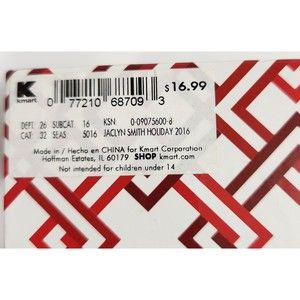 K
kmart
$16.99
0 77210 68709 3
DEPT: 26 SUBCAT: 16 KSN 0-09075600-8
CAT: 32 SEAS: 5016 JACLYN SMITH HOLIDAY 2016
Made in / Hecho en CHINA for Kmart Corporation
Hoffman Estates, IL 60179 SHOP kmart.com
Not intended for children under 14